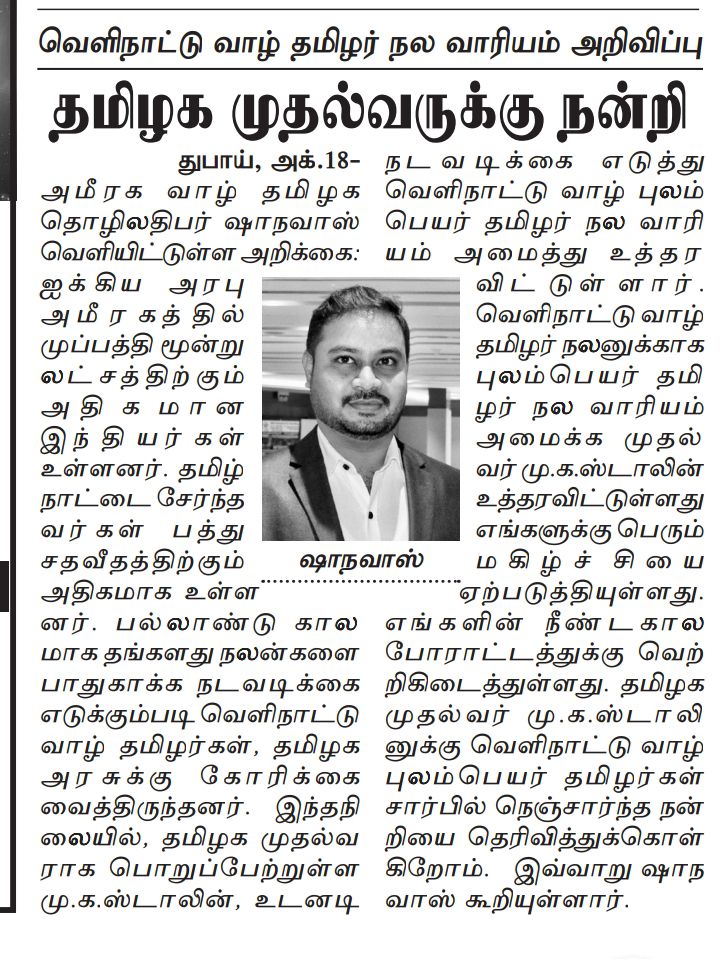 வெளிநாட்டு வாழ் தமிழர் நல வாரியம் அறிவிப்பு
தமிழக முதல்வருக்கு நன்றி
துபாய், அக்.18-
அமீரக வாழ் தமிழக
தொழிலதிபர் ஷாநவாஸ்
வெளியிட்டுள்ள அறிக்கை:
ஐக்கிய அரபு
அமீரகத்தில்
முப்பத்தி மூன்று
லட்சத்திற்கும்
அதிகமான
இந்தியர்கள்
உள்ளனர். தமிழ்
நாட்டை சேர்ந்த
வர்கள் பத்து
சதவீதத்திற்கும்
அதிகமாக உள்ள
னர். பல்லாண்டு கால
மாக தங்களது நலன்களை
பாதுகாக்க நடவடிக்கை
எடுக்கும்படி வெளிநாட்டு
வாழ் தமிழர்கள், தமிழக
அரசுக்கு கோரிக்கை
வைத்திருந்தனர். இந்தநி
லையில், தமிழக முதல்வ
ராக பொறுப்பேற்றுள்ள
மு.க.ஸ்டாலின், உடனடி
ஷாநவாஸ்
நடவடிக்கை எடுத்து
வெளிநாட்டு வாழ் புலம்
பெயர் தமிழர் நல வாரி
யம் அமைத்து உத்தர
விட்டுள்ளார்.
வெளிநாட்டு வாழ்
தமிழர் நலனுக்காக
புலம்பெயர் தமி
ழர் நல வாரியம்
அமைக்க முதல்
வர் மு.க.ஸ்டாலின்
உத்தரவிட்டுள்ளது
எங்களுக்கு பெரும்
மகிழ்ச்சியை
ஏற்படுத்தியுள்ளது.
எங்களின் நீண்டகால
போராட்டத்துக்கு வெற்
றிகிடைத்துள்ளது. தமிழக
முதல்வர் மு.க.ஸ்டாலி
னுக்கு வெளிநாட்டு வாழ்
புலம்பெயர் தமிழர்கள்
சார்பில் நெஞ்சார்ந்த நன்
றியை தெரிவித்துக்கொள்
கிறோம். இவ்வாறு ஷாந
வாஸ் கூறியுள்ளார்.